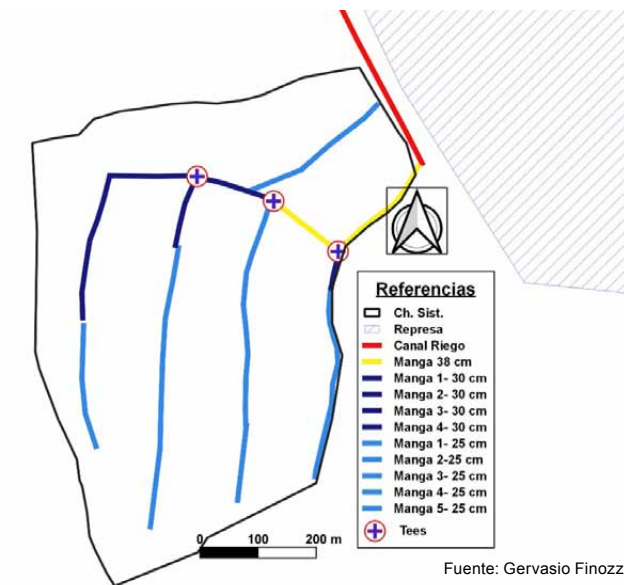 Referencias
Ch. Sist.
Represa
Canal Riego
Manga 38 cm
Manga 1- 30 cm
Manga 2- 30 cm
Manga 3- 30 cm
Manga 4- 30 cm
Manga 1- 25 cm
Manga 2-25 cm
Manga 3- 25 cm
Manga 4- 25 cm
Manga 5- 25 cm
Tees
0 100 200 m
Fuente: Gervasio Finozz